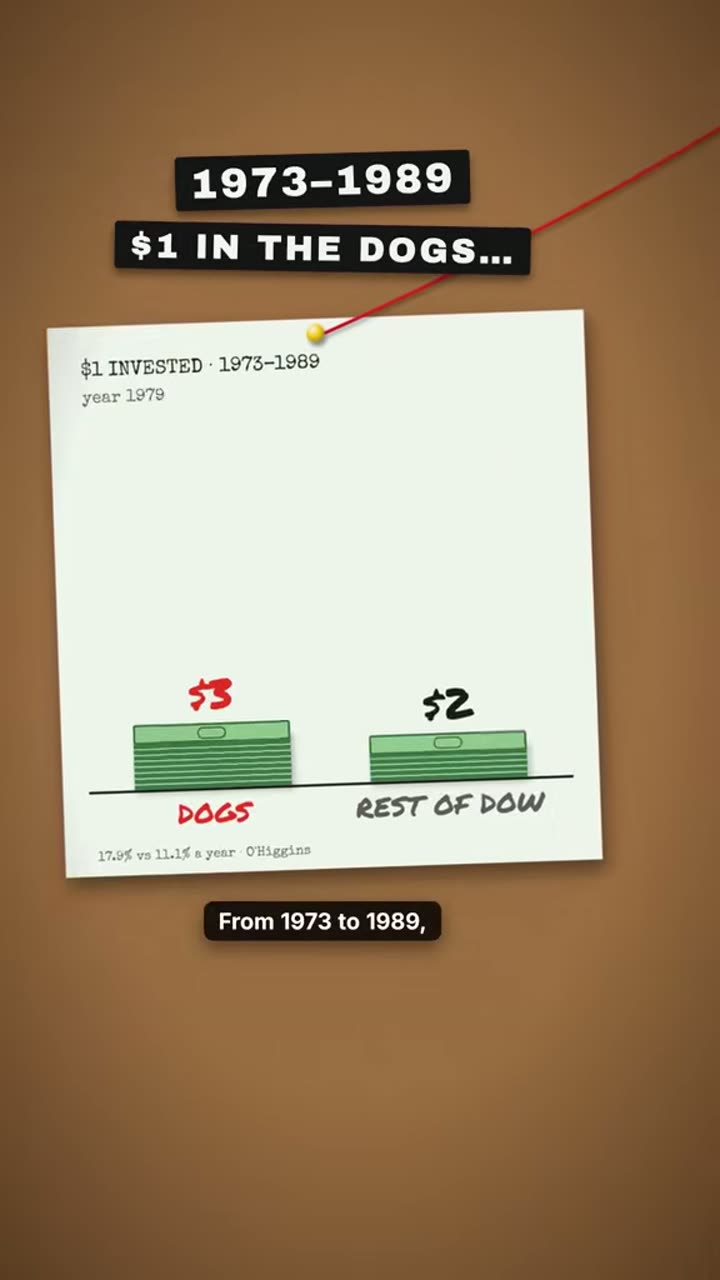 1973–1989
$1 IN THE DOGS...
$1 INVESTED · 1973–1989
year 1979
$3
$2
DOGS
REST OF DOW
17.9% vs 11.1% a year · O'Higgins
From 1973 to 1989,